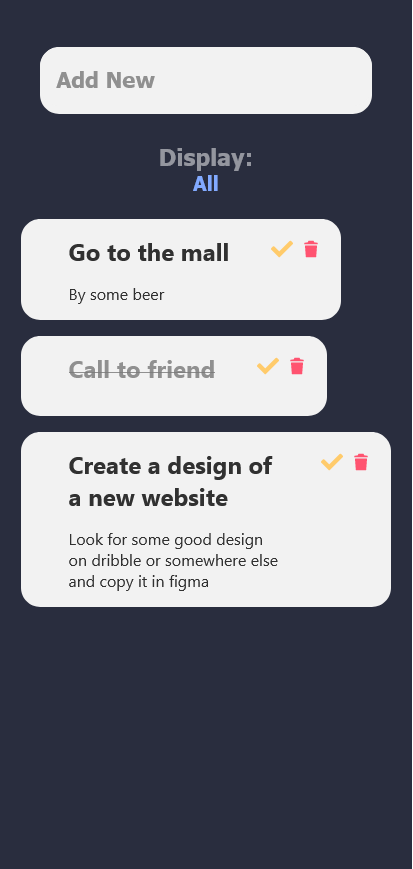 Add New
Display:
All
Go to the mall
By some beer
Call to friend
Create a design of
a new website
Look for some good design
on dribble or somewhere else
and copy it in figma